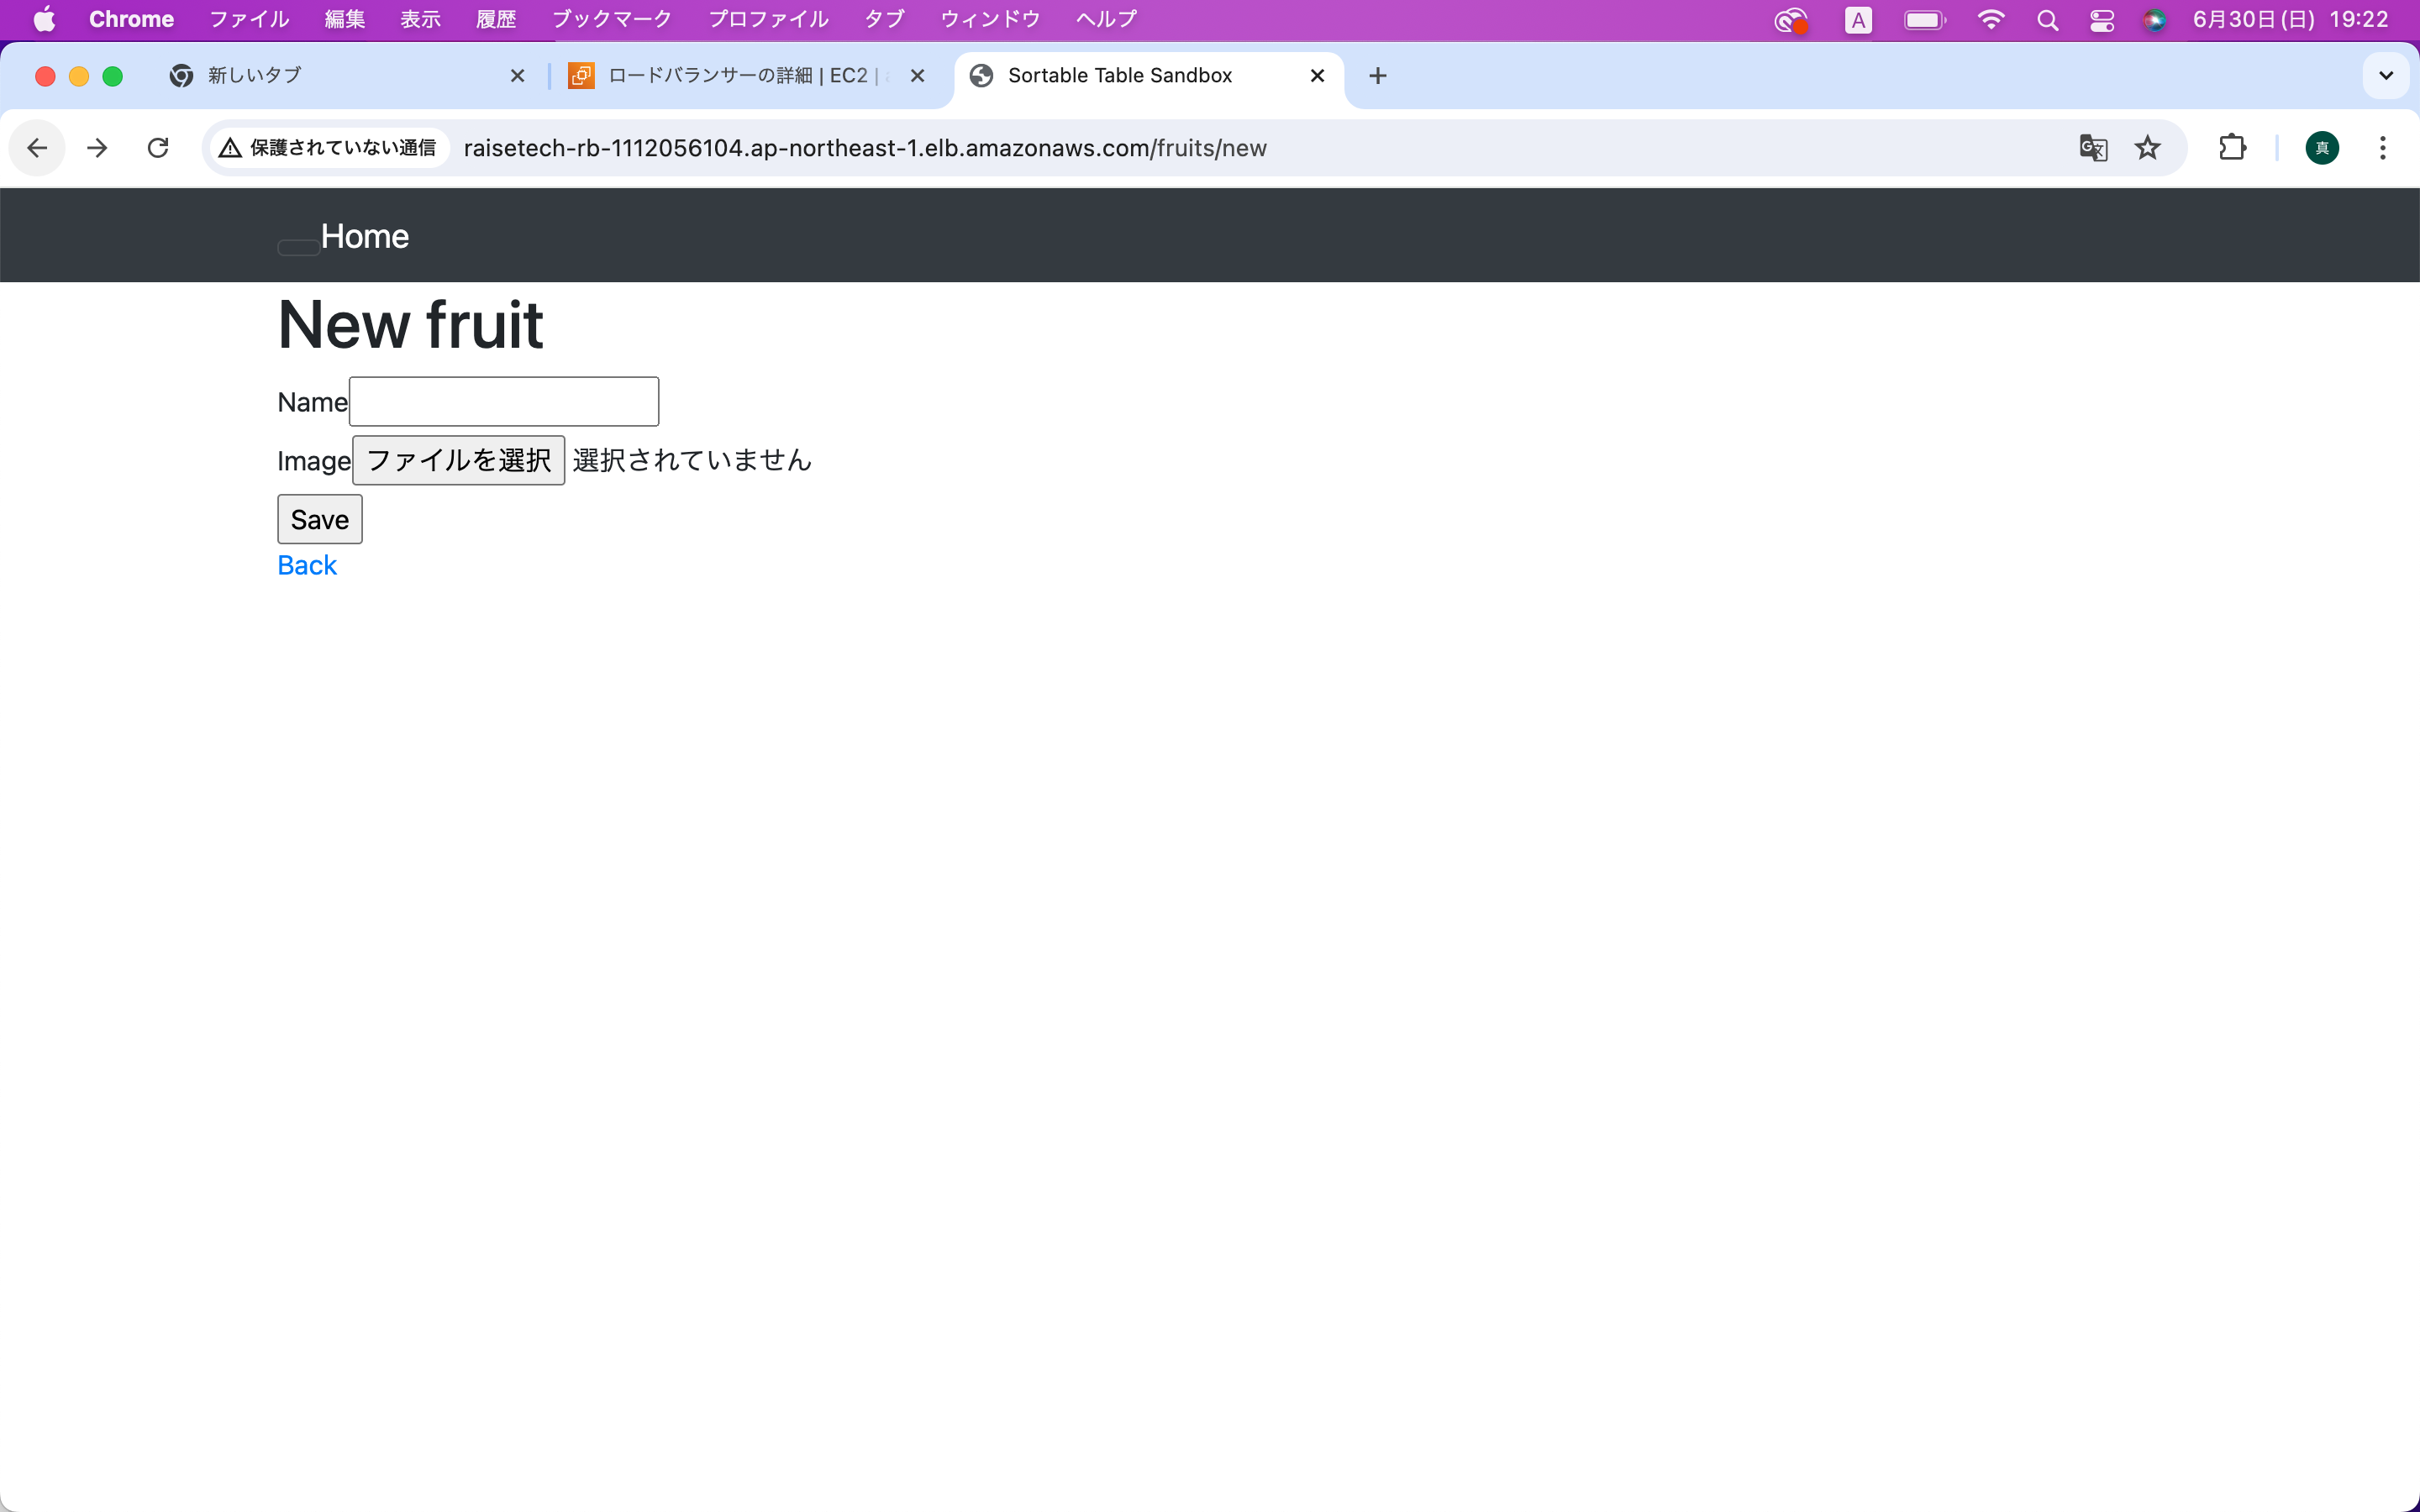 Chrome ファイル 編集 表示 履歴 ブックマーク プロファイル タブ ウィンドウ ヘルプ A 6月30日(日) 19:22
新しいタブ ロードバランサーの詳細 | EC2 | Sortable Table Sandbox
保護されていない通信 raisetech-rb-1112056104.ap-northeast-1.elb.amazonaws.com/fruits/new 真
Home
New fruit
Name
Image ファイルを選択 選択されていません
Save
Back